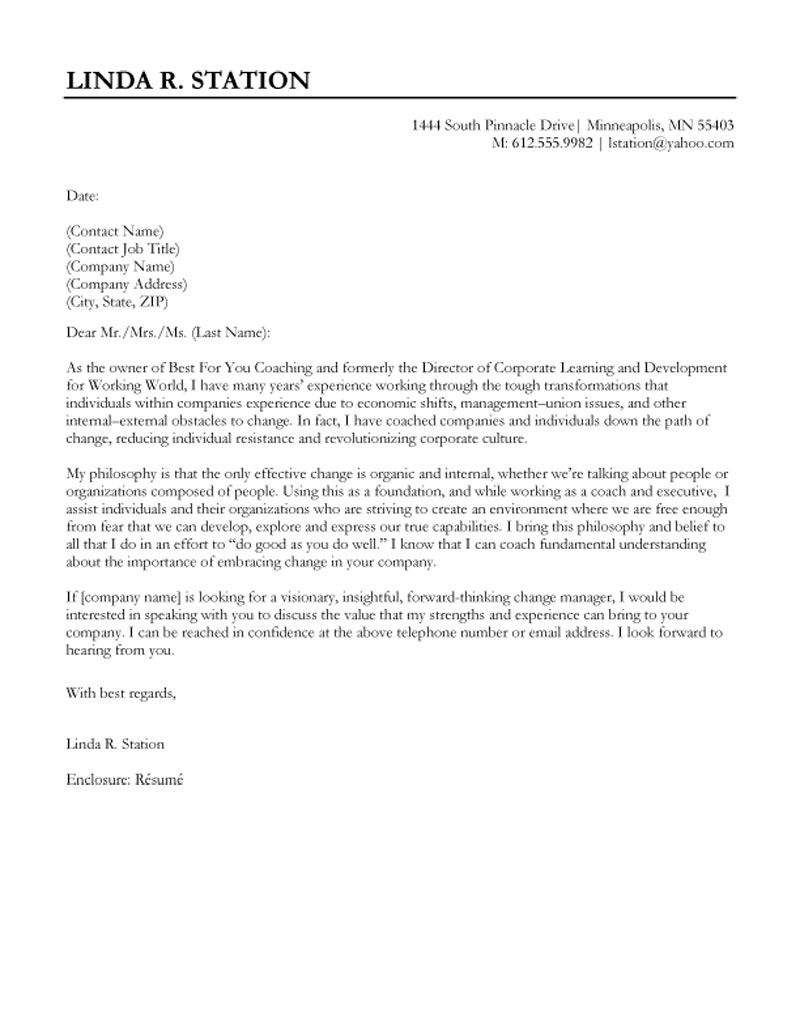 LINDA R. STATION
1444 South Pinnacle Drive| Minneapolis, MN 55403
M: 612.555.9982 | lstation@yahoo.com
Date:
(Contact Name)
(Contact Job Title)
(Company Name)
(Company Address)
(City, State, ZIP)
Dear Mr./Mrs./Ms. (Last Name):
As the owner of Best For You Coaching and formerly the Director of Corporate Learning and Development
for Working World, I have many years’ experience working through the tough transformations that
individuals within companies experience due to economic shifts, management–union issues, and other
internal–external obstacles to change. In fact, I have coached companies and individuals down the path of
change, reducing individual resistance and revolutionizing corporate culture.
My philosophy is that the only effective change is organic and internal, whether we’re talking about people or
organizations composed of people. Using this as a foundation, and while working as a coach and executive,  I
assist individuals and their organizations who are striving to create an environment where we are free enough
from fear that we can develop, explore and express our true capabilities. I bring this philosophy and belief to
all that I do in an effort to “do good as you do well.” I know that I can coach fundamental understanding
about the importance of embracing change in your company.
If [company name] is looking for a visionary, insightful, forward-thinking change manager, I would be
interested in speaking with you to discuss the value that my strengths and experience can bring to your
company. I can be reached in confidence at the above telephone number or email address. I look forward to
hearing from you.
With best regards,
Linda R. Station
Enclosure: Résumé